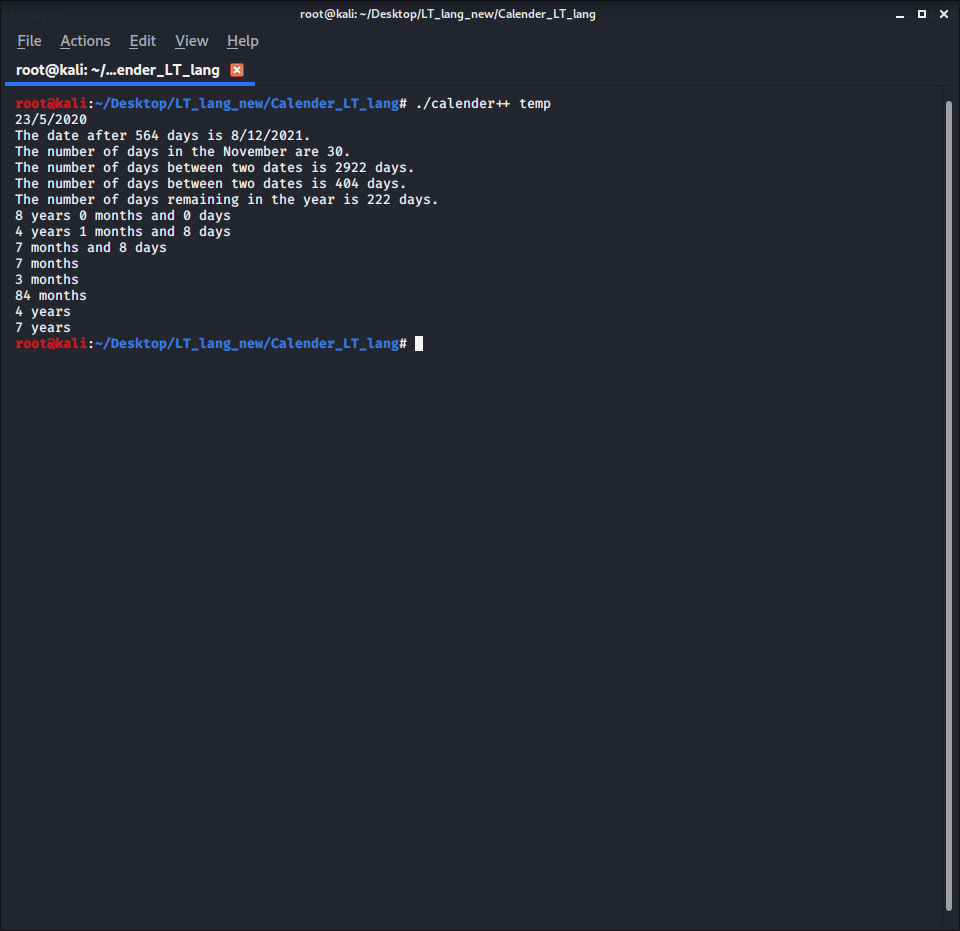 root@kali: ~/Desktop/LT_lang_new/Calender_LT_lang
File Actions Edit View Help
root@kali: ~/...ender_LT_lang
root@kali:~/Desktop/LT_lang_new/Calender_LT_lang# ./calender++ temp
23/5/2020
The date after 564 days is 8/12/2021.
The number of days in the November are 30.
The number of days between two dates is 2922 days.
The number of days between two dates is 404 days.
The number of days remaining in the year is 222 days.
8 years 0 months and 0 days
4 years 1 months and 8 days
7 months and 8 days
7 months
3 months
84 months
4 years
7 years
root@kali:~/Desktop/LT_lang_new/Calender_LT_lang#